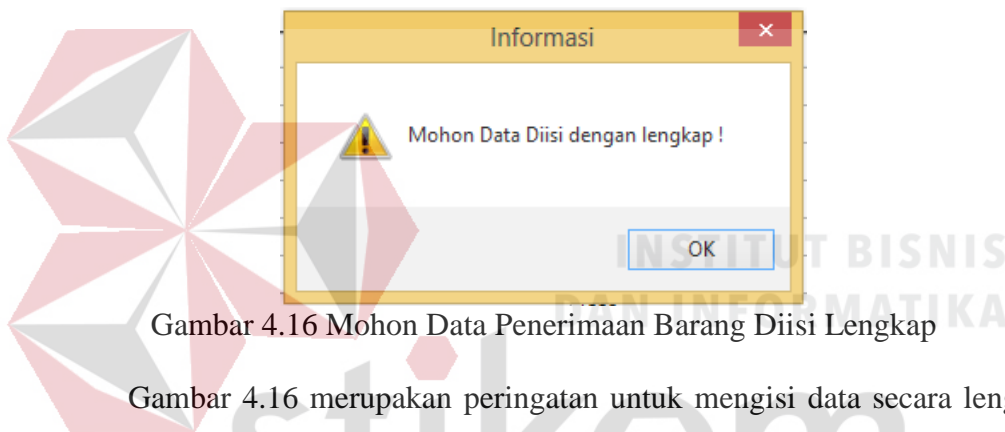 Informasi
Mohon Data Diisi dengan lengkap !
OK
INSTITUT BISNIS
DAN INFORMATIKA
Gambar 4.16 Mohon Data Penerimaan Barang Diisi Lengkap
Gambar 4.16 merupakan peringatan untuk mengisi data secara
stikom